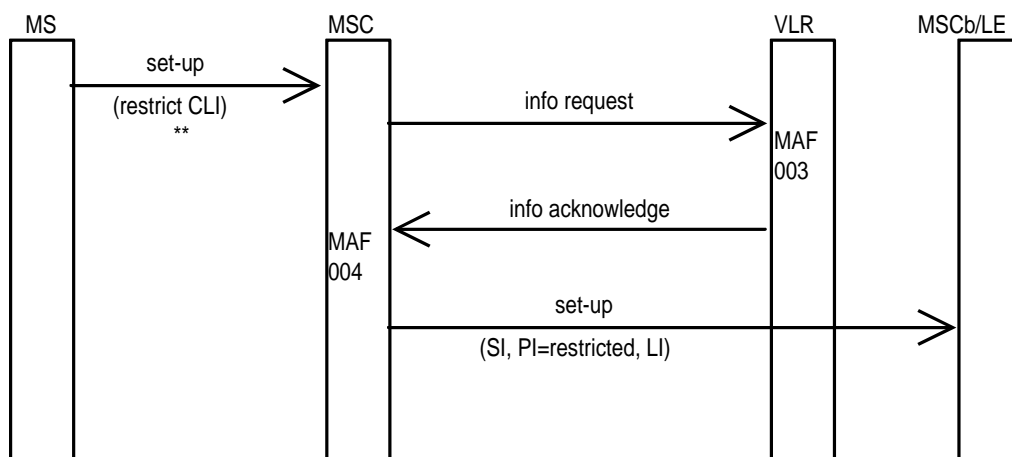 MS
MSC
VLR
MSCb/LE
set-up
(restrict CLI)
**
info request
MAF
003
info acknowledge
MAF
004
set-up
(SI, PI=restricted, LI)